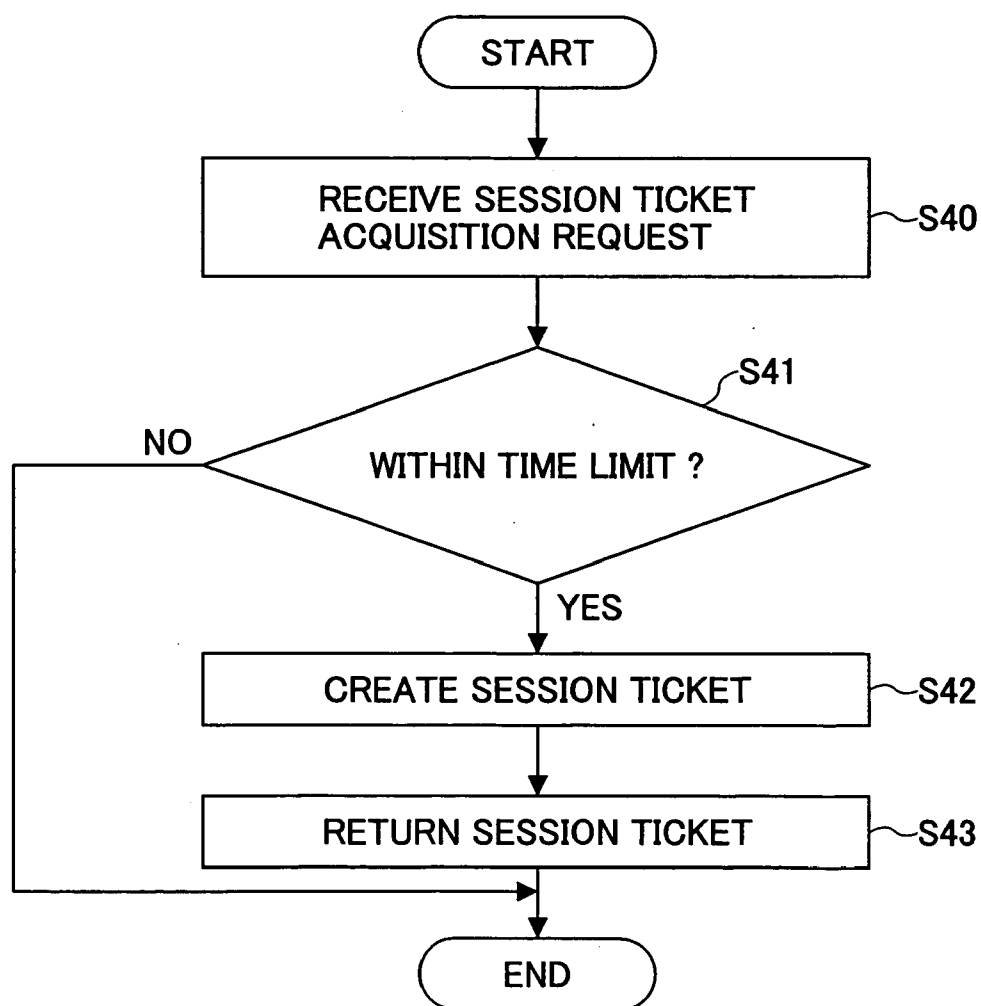 START
RECEIVE SESSION TICKET
ACQUISITION REQUEST
S40
S41
WITHIN TIME LIMIT ?
NO
YES
CREATE SESSION TICKET
S42
RETURN SESSION TICKET
S43
END